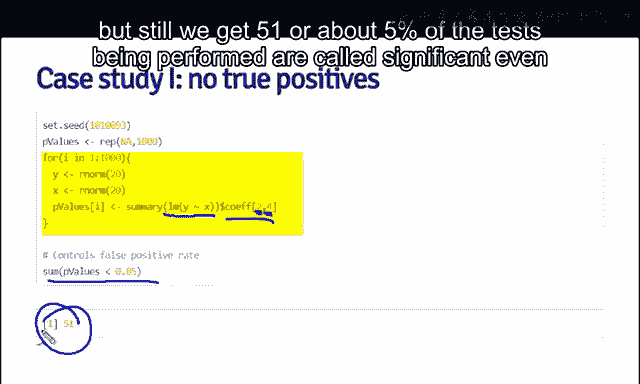 but still we get 51 or about 5% of the tests
being performed are called significant even
Case study I: no true positives
set.seed(1010093)
pValues <- rep(NA,1000)
for(i in 1:1000){
y <- rnorm(20)
x <- rnorm(20)
pValues[i] <- summary(lm(y ~ x))$coeff[2,4]
}
# Controls false positive rate
sum(pValues < 0.05)
[1] 51